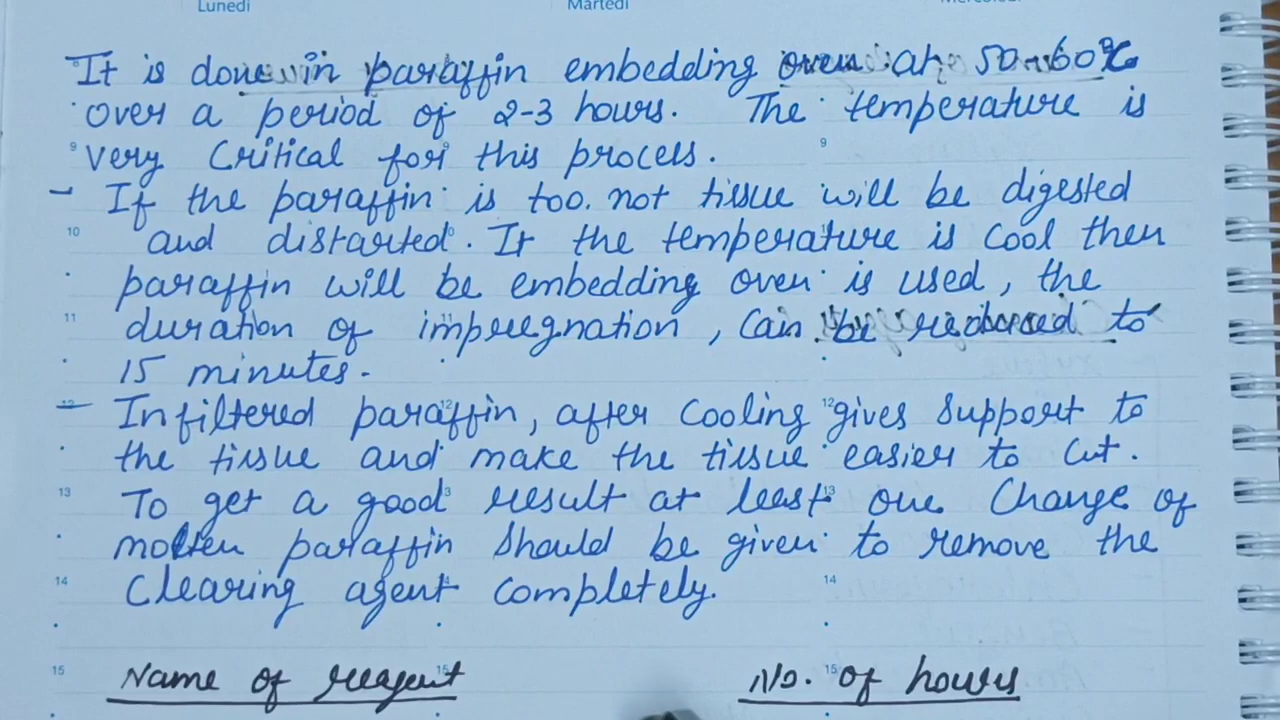 Lunedì
Martedì
It is done in paraffin embedding oven at 50-60°C
over a period of 2-3 hours. The temperature is
very Critical for this process.
- If the paraffin is too not tissue will be digested
and distarted. If the temperature is cool then
paraffin will be embedding oven is used, the
duration of impregnation, Can be reduced to
15 minutes.
- Infiltered paraffin, after Cooling gives support to
the tissue and make the tissue easier to cut.
To get a good result at least one Change of
molten paraffin should be given to remove the
Clearing agent completely.
Name of reagent No. of hours